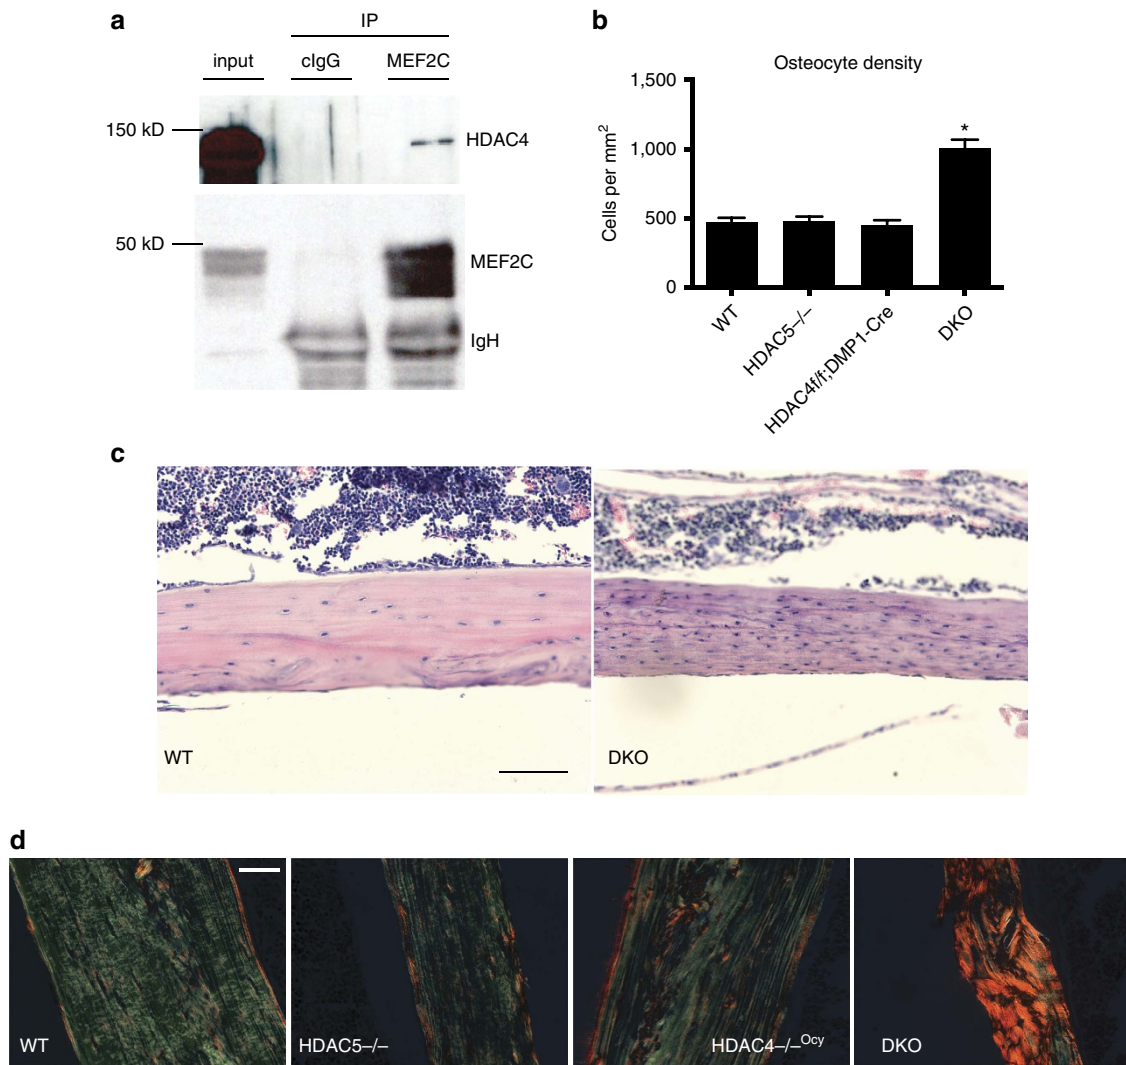 a
IP
input
cIgG
MEF2C
150 kD
HDAC4
50 kD
MEF2C
IgH
b
Osteocyte density
Cells per mm²
1,500
1,000
500
0
*
WT
HDAC5–/–
HDAC4f/f;DMP1-Cre
DKO
c
WT
DKO
d
WT
HDAC5–/–
HDAC4–/–Ocy
DKO